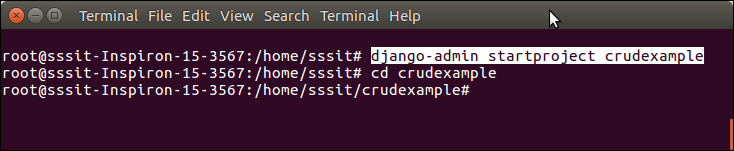 Terminal File Edit View Search Terminal Help
root@sssit-Inspiron-15-3567:/home/sssit# django-admin startproject crudexample
root@sssit-Inspiron-15-3567:/home/sssit# cd crudexample
root@sssit-Inspiron-15-3567:/home/sssit/crudexample#